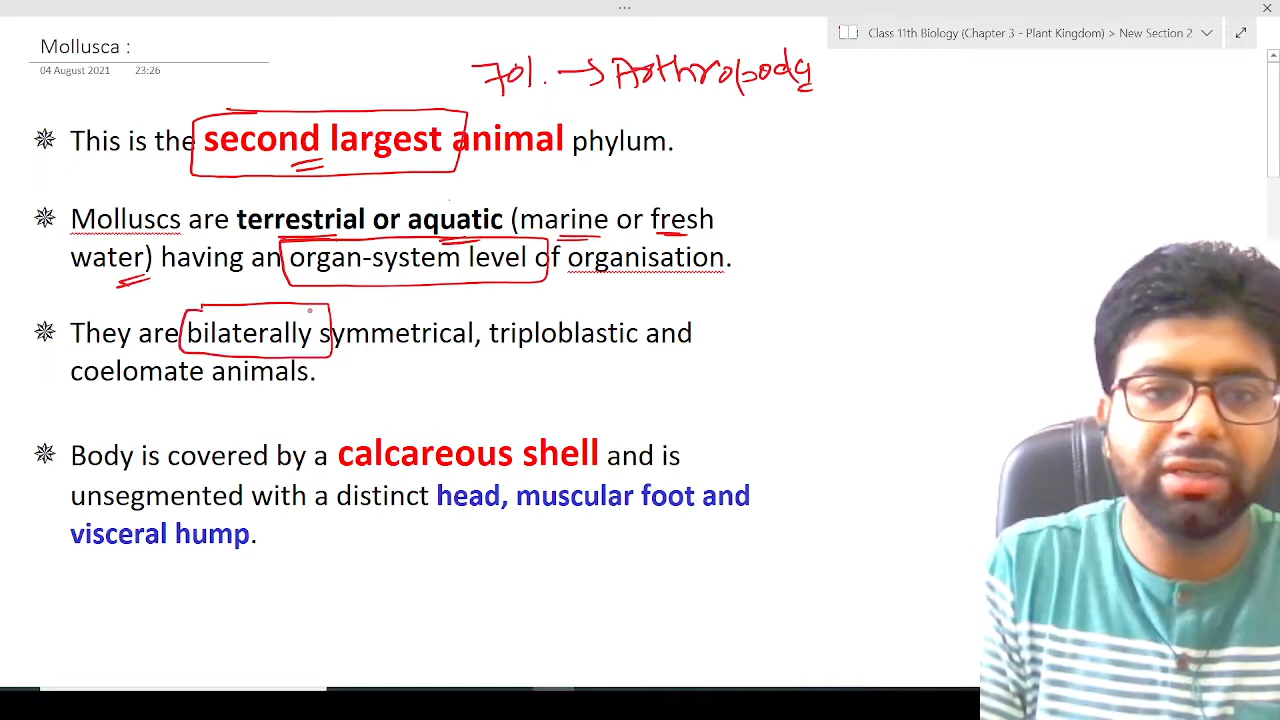 Mollusca :
04 August 2021 23:26
Class 11th Biology (Chapter 3 - Plant Kingdom) > New Section 2
70%. → Arthropoda
This is the second largest animal phylum.
Molluscs are terrestrial or aquatic (marine or fresh
water) having an organ-system level of organisation.
They are bilaterally symmetrical, triploblastic and
coelomate animals.
Body is covered by a calcareous shell and is
unsegmented with a distinct head, muscular foot and
visceral hump.